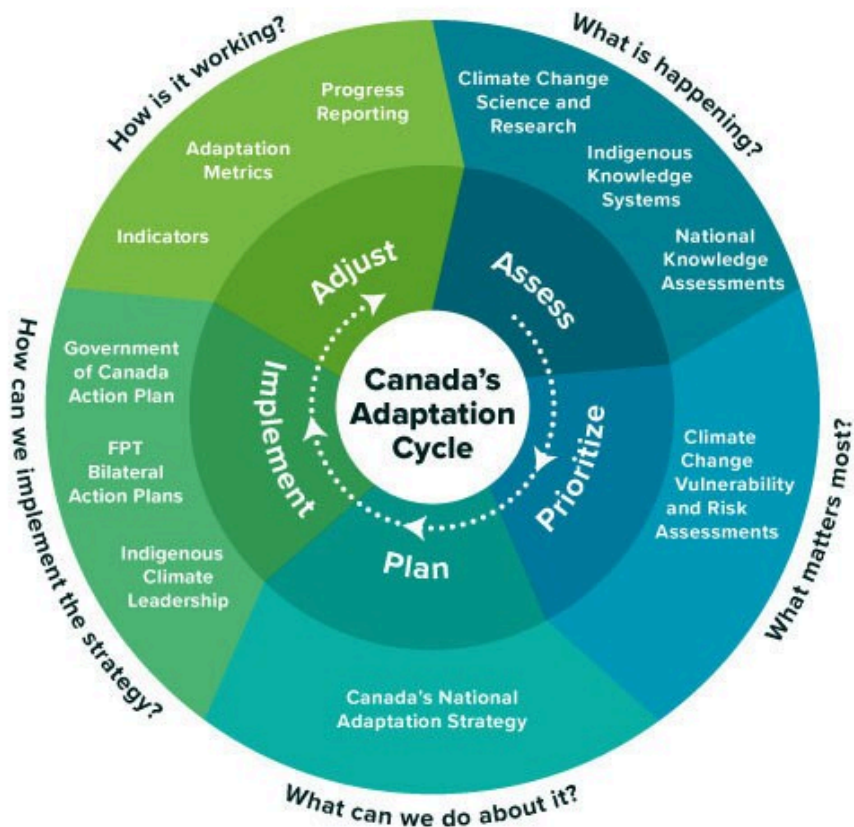 Canada's
Adaptation
Cycle
What is happening?
Assess
Climate Change
Science and
Research
Indigenous
Knowledge
Systems
National
Knowledge
Assessments
What matters most?
Prioritize
Climate
Change
Vulnerability
and Risk
Assessments
What can we do about it?
Plan
Canada's National
Adaptation Strategy
How can we implement the strategy?
Implement
Government
of Canada
Action Plan
FPT
Bilateral
Action Plans
Indigenous
Climate
Leadership
How is it working?
Adjust
Indicators
Adaptation
Metrics
Progress
Reporting